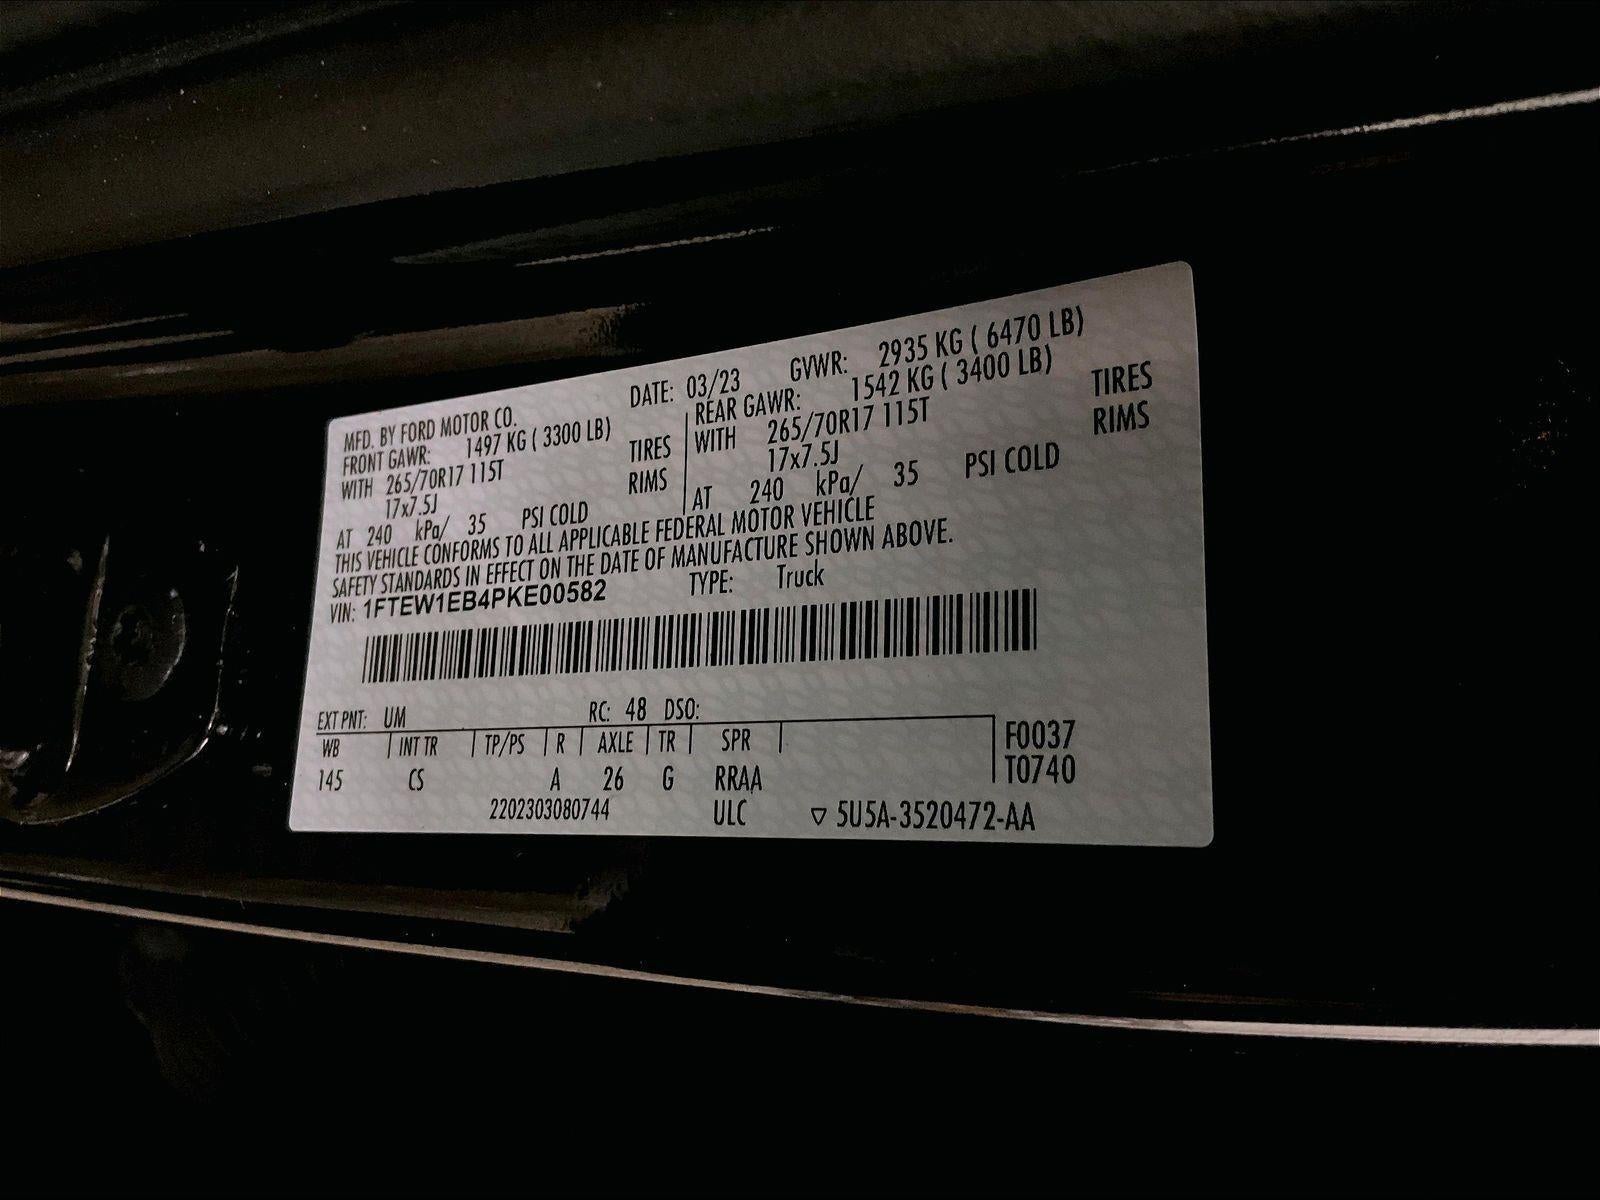 MFD. BY FORD MOTOR CO. DATE: 03/23 GVWR: 2935 KG ( 6470 LB)
FRONT GAWR: 1497 KG ( 3300 LB) REAR GAWR: 1542 KG ( 3400 LB)
WITH 265/70R17 115T TIRES WITH 265/70R17 115T TIRES
17x7.5J RIMS 17x7.5J RIMS
AT 240 kPa/ 35 PSI COLD AT 240 kPa/ 35 PSI COLD
THIS VEHICLE CONFORMS TO ALL APPLICABLE FEDERAL MOTOR VEHICLE
SAFETY STANDARDS IN EFFECT ON THE DATE OF MANUFACTURE SHOWN ABOVE.
VIN: 1FTEW1EB4PKE00582 TYPE: Truck
EXT PNT: UM RC: 48 DSO:
WB INT TR TP/PS R AXLE TR SPR F0037
145 CS A 26 G RRAA T0740
2202303080744 ULC ▽ 5U5A-3520472-AA